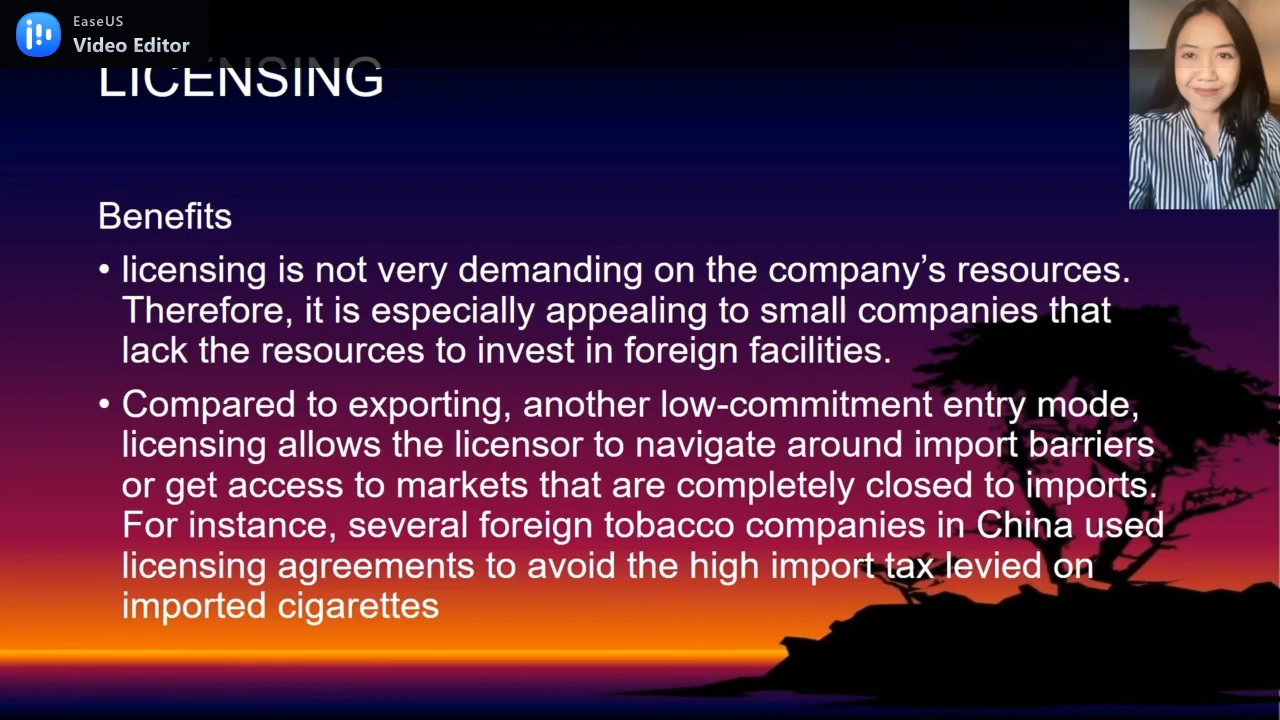 EaseUS
Video Editor
LICENSING
Benefits
• licensing is not very demanding on the company’s resources.
Therefore, it is especially appealing to small companies that
lack the resources to invest in foreign facilities.
• Compared to exporting, another low-commitment entry mode,
licensing allows the licensor to navigate around import barriers
or get access to markets that are completely closed to imports.
For instance, several foreign tobacco companies in China used
licensing agreements to avoid the high import tax levied on
imported cigarettes